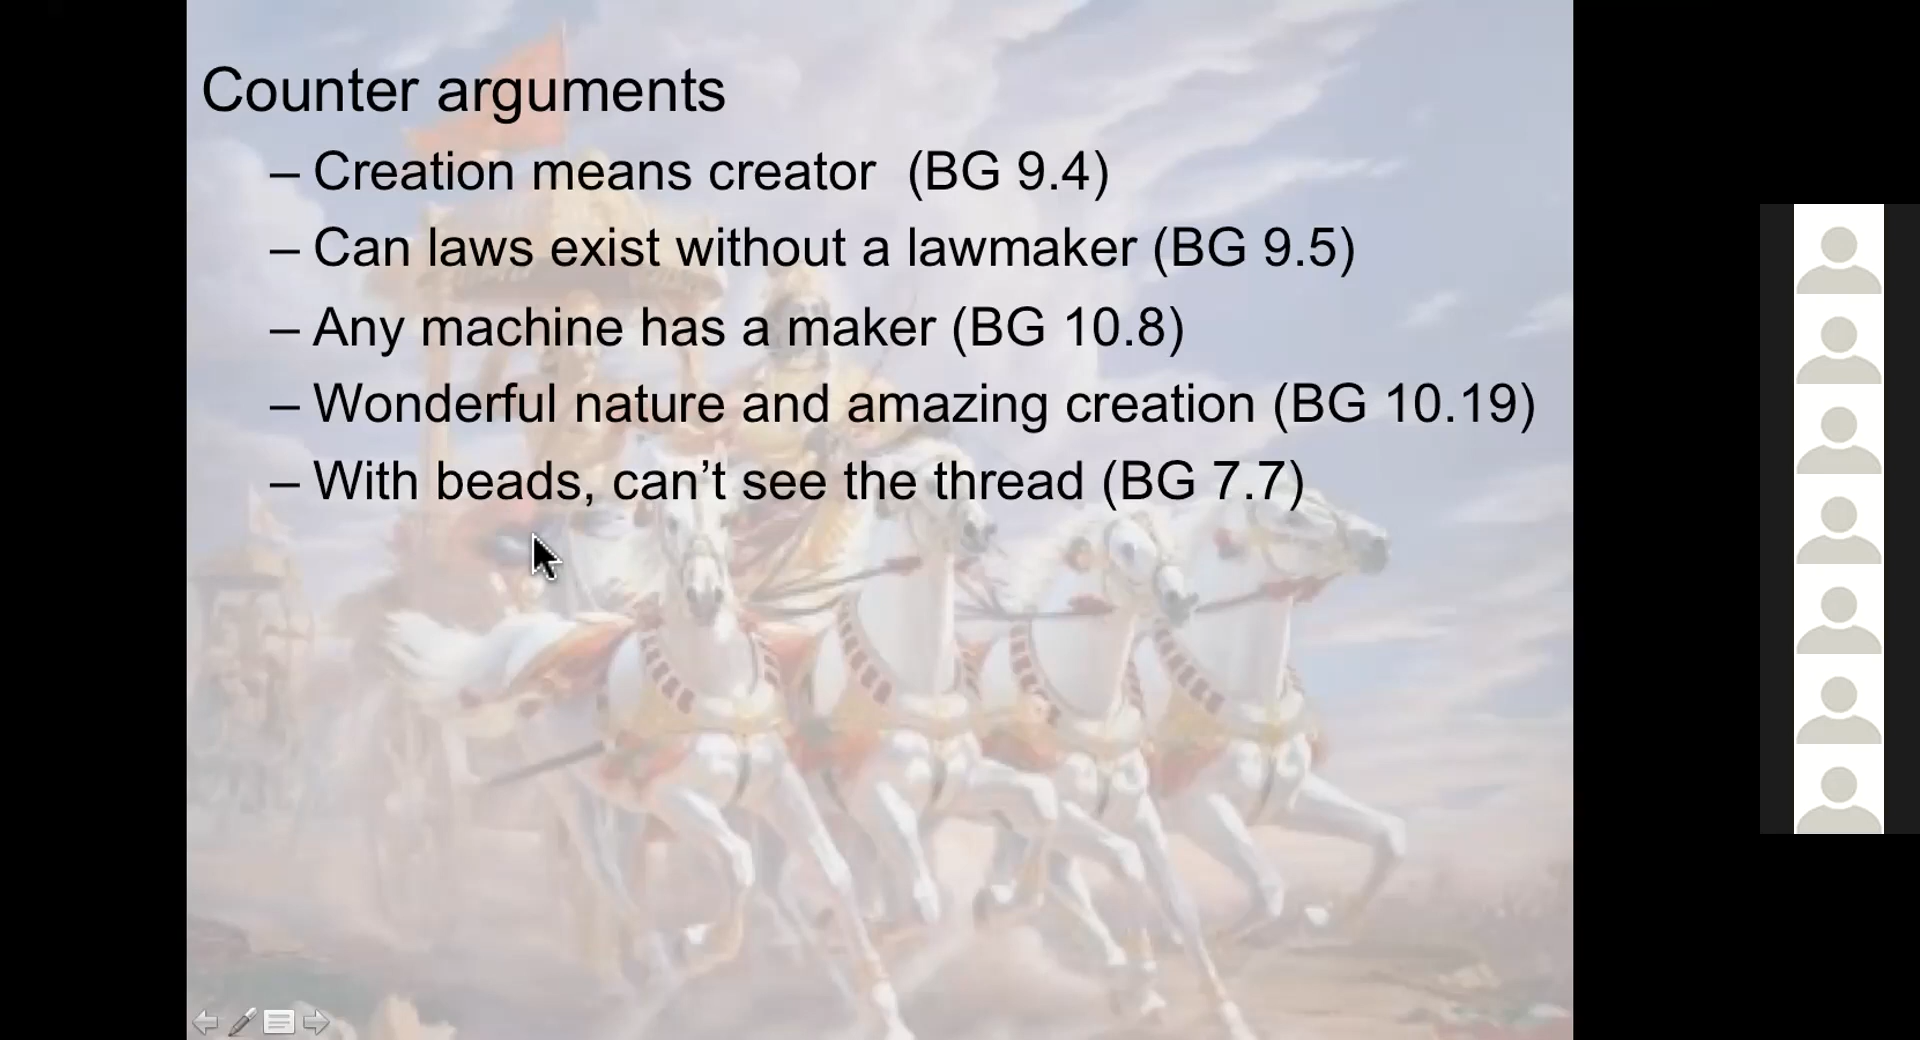 Counter arguments
– Creation means creator  (BG 9.4)
– Can laws exist without a lawmaker (BG 9.5)
– Any machine has a maker (BG 10.8)
– Wonderful nature and amazing creation (BG 10.19)
– With beads, can’t see the thread (BG 7.7)